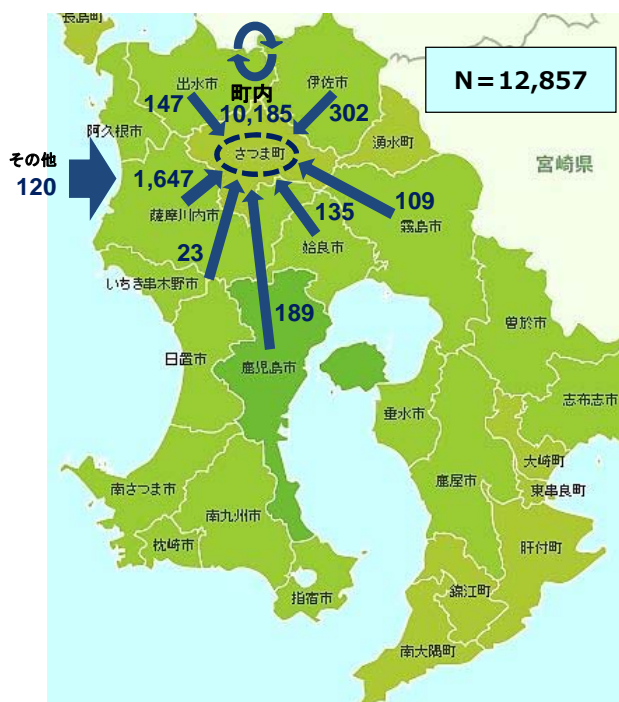 長島町
N=12,857
出水市
町内
伊佐市
147
10,185
302
阿久根市
さつま町
湧水町
その他
120
宮崎県
1,647
109
薩摩川内市
135
霧島市
23
姶良市
いちき串木野市
189
曽於市
日置市
鹿児島市
志布志市
垂水市
大崎町
鹿屋市
東串良町
南さつま市
南九州市
枕崎市
肝付町
錦江町
指宿市
南大隅町